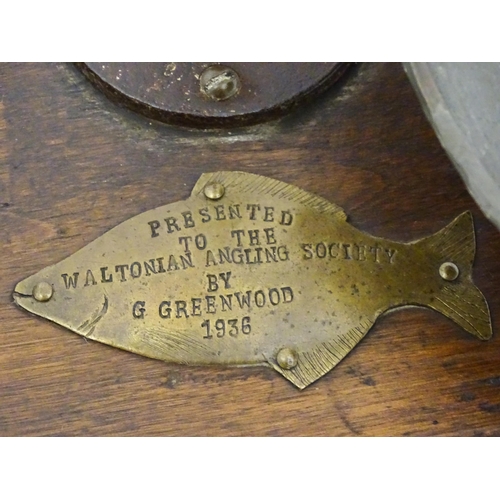 PRESENTED
TO THE
WALTONIAN ANGLING SOCIETY
BY
G GREENWOOD
1936